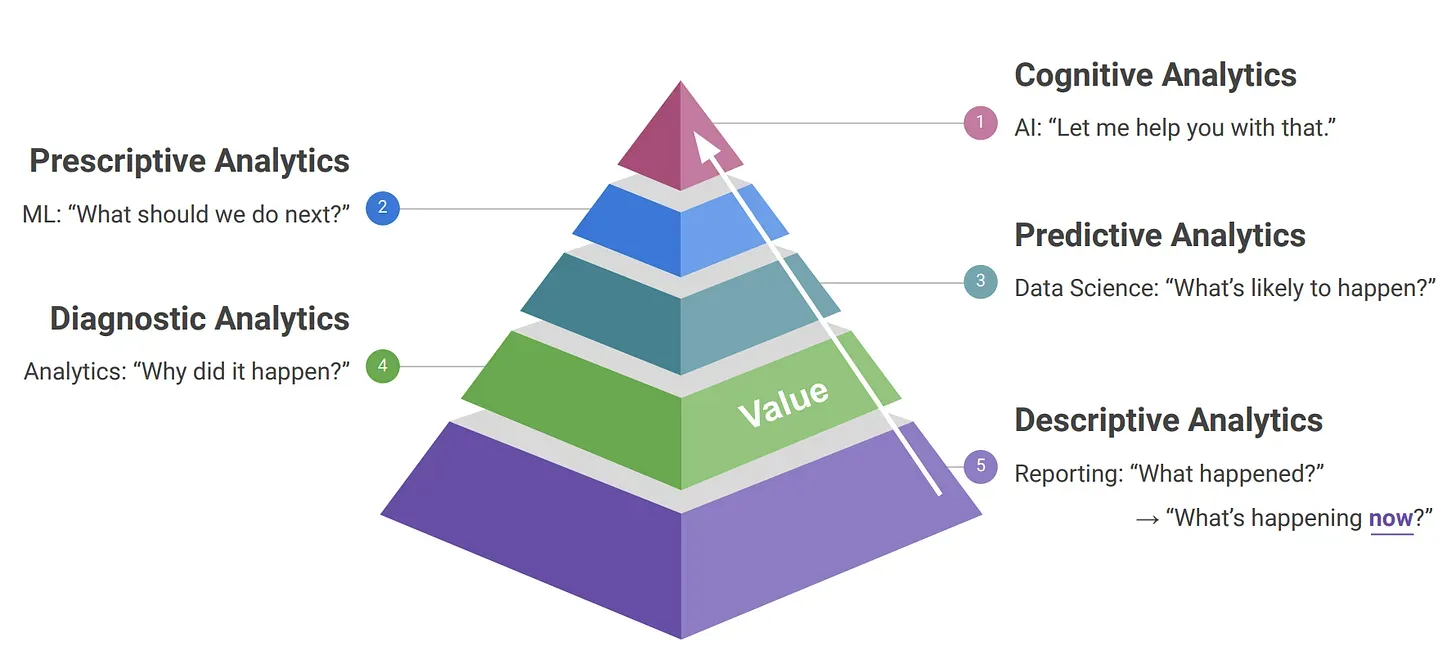 Cognitive Analytics
1
AI: “Let me help you with that.”
Prescriptive Analytics
2
ML: “What should we do next?”
Predictive Analytics
3
Data Science: “What’s likely to happen?”
Diagnostic Analytics
4
Analytics: “Why did it happen?”
Value
Descriptive Analytics
5
Reporting: “What happened?”
→ “What’s happening now?”